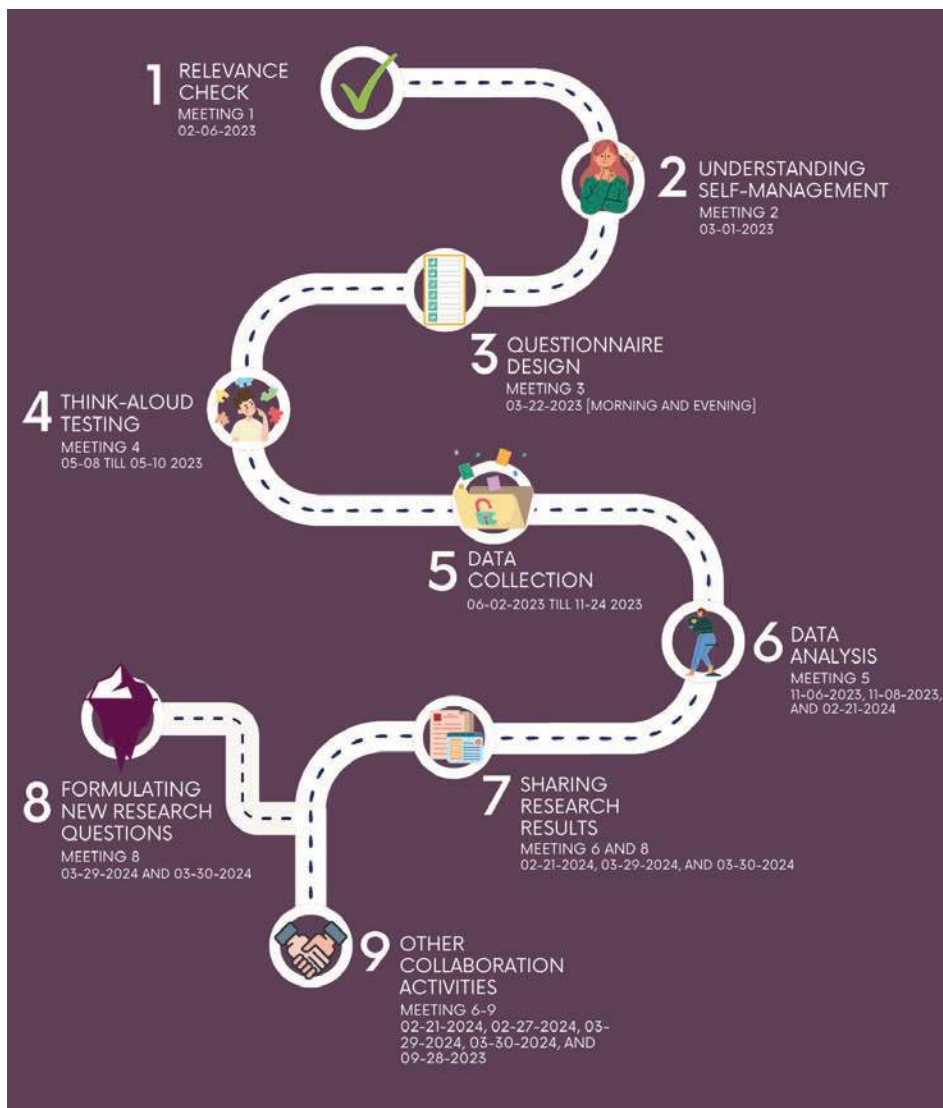 1 RELEVANCE
CHECK
MEETING 1
02-06-2023
2 UNDERSTANDING
SELF-MANAGEMENT
MEETING 2
03-01-2023
3 QUESTIONNAIRE
DESIGN
MEETING 3
03-22-2023 [MORNING AND EVENING]
4 THINK-ALOUD
TESTING
MEETING 4
05-08 TILL 05-10 2023
5 DATA
COLLECTION
06-02-2023 TILL 11-24 2023
6 DATA
ANALYSIS
MEETING 5
11-06-2023, 11-08-2023,
AND 02-21-2024
7 SHARING
RESEARCH
RESULTS
MEETING 6 AND 8
02-21-2024, 03-29-2024, AND 03-30-2024
8 FORMULATING
NEW RESEARCH
QUESTIONS
MEETING 8
03-29-2024 AND 03-30-2024
9 OTHER
COLLABORATION
ACTIVITIES
MEETING 6-9
02-21-2024, 02-27-2024, 03-
29-2024, 03-30-2024, AND
09-28-2023